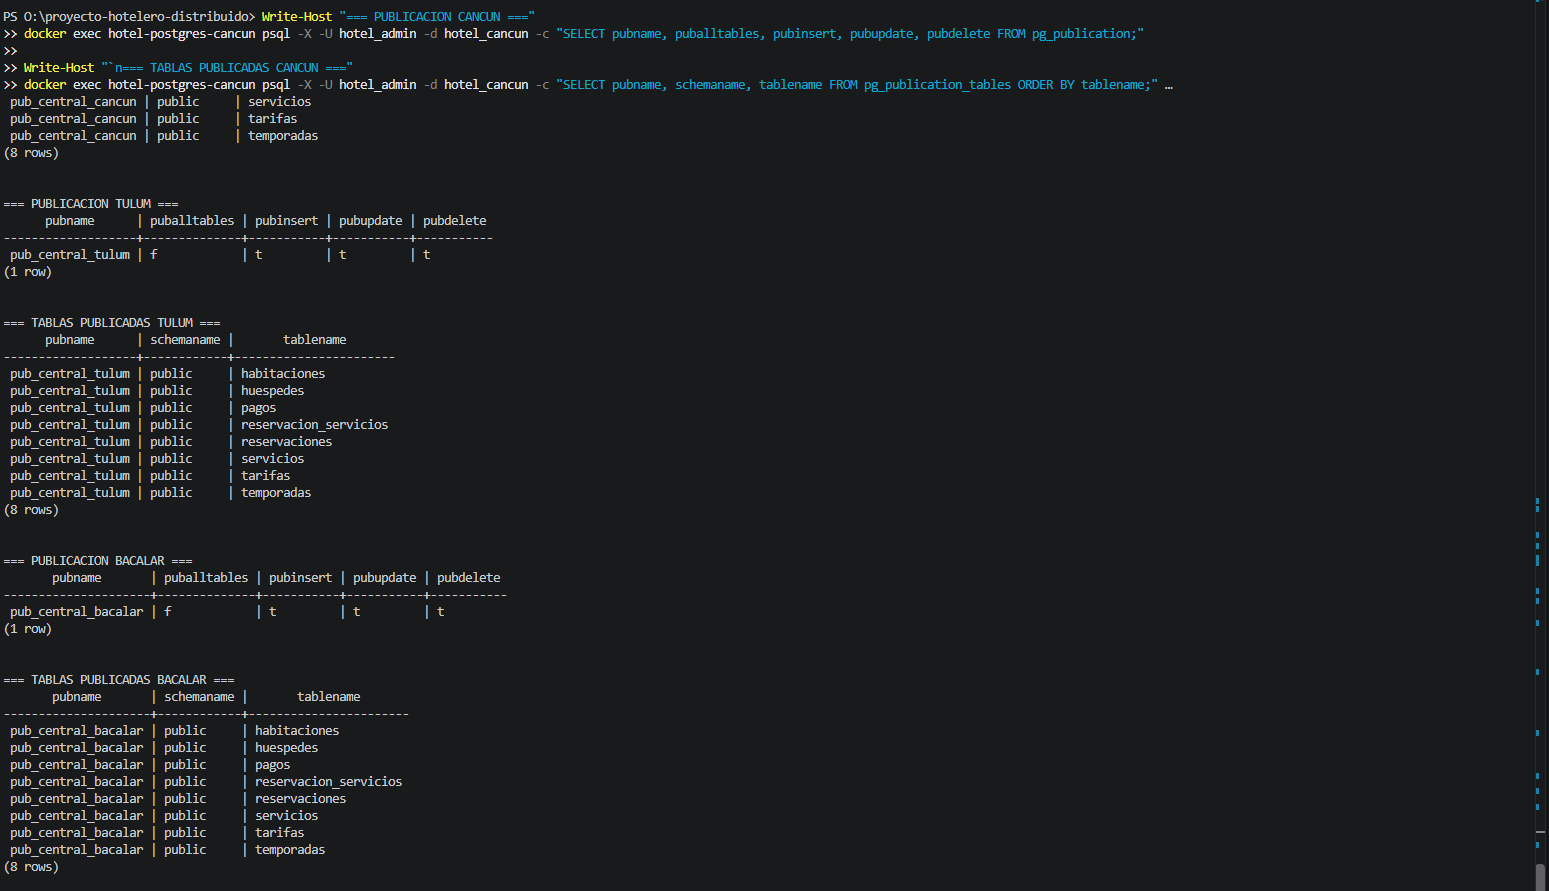 PS O:\proyecto-hotelero-distribuido> Write-Host "=== PUBLICACION CANCUN ==="
>> docker exec hotel-postgres-cancun psql -X -U hotel_admin -d hotel_cancun -c "SELECT pubname, puballtables, pubinsert, pubupdate, pubdelete FROM pg_publication;"
>>
>> Write-Host "`n=== TABLAS PUBLICADAS CANCUN ==="
>> docker exec hotel-postgres-cancun psql -X -U hotel_admin -d hotel_cancun -c "SELECT pubname, schemaname, tablename FROM pg_publication_tables ORDER BY tablename;" …
 pub_central_cancun | public     | servicios
 pub_central_cancun | public     | tarifas
 pub_central_cancun | public     | temporadas
(8 rows)

=== PUBLICACION TULUM ===
      pubname      | puballtables | pubinsert | pubupdate | pubdelete
-------------------+--------------+-----------+-----------+-----------
 pub_central_tulum | f            | t         | t         | t
(1 row)

=== TABLAS PUBLICADAS TULUM ===
      pubname      | schemaname |       tablename
-------------------+------------+-----------------------
 pub_central_tulum | public     | habitaciones
 pub_central_tulum | public     | huespedes
 pub_central_tulum | public     | pagos
 pub_central_tulum | public     | reservacion_servicios
 pub_central_tulum | public     | reservaciones
 pub_central_tulum | public     | servicios
 pub_central_tulum | public     | tarifas
 pub_central_tulum | public     | temporadas
(8 rows)

=== PUBLICACION BACALAR ===
       pubname       | puballtables | pubinsert | pubupdate | pubdelete
---------------------+--------------+-----------+-----------+-----------
 pub_central_bacalar | f            | t         | t         | t
(1 row)

=== TABLAS PUBLICADAS BACALAR ===
       pubname       | schemaname |       tablename
---------------------+------------+-----------------------
 pub_central_bacalar | public     | habitaciones
 pub_central_bacalar | public     | huespedes
 pub_central_bacalar | public     | pagos
 pub_central_bacalar | public     | reservacion_servicios
 pub_central_bacalar | public     | reservaciones
 pub_central_bacalar | public     | servicios
 pub_central_bacalar | public     | tarifas
 pub_central_bacalar | public     | temporadas
(8 rows)